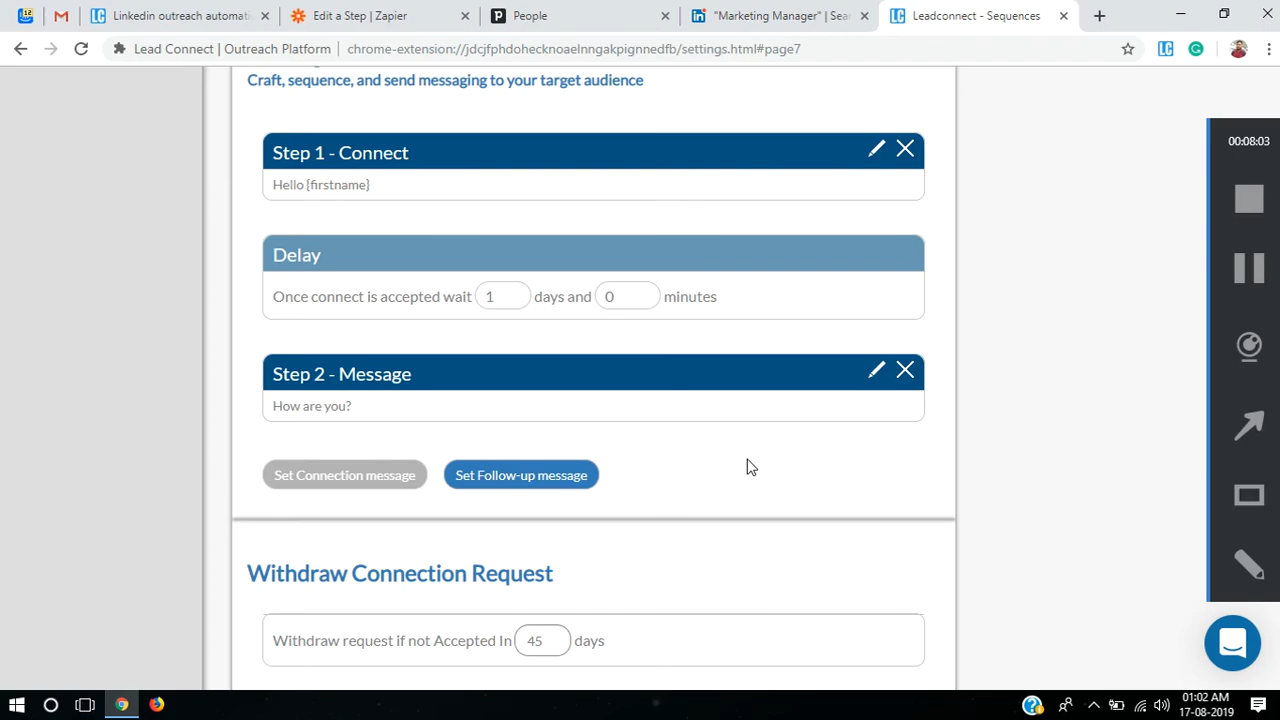 12
Linkedin outreach automati
Edit a Step | Zapier
People
"Marketing Manager" | Sea
Leadconnect - Sequences
Lead Connect | Outreach Platform
chrome-extension://jdcjfphdohecknoaelnngakpignnedfb/settings.html#page7
Craft, sequence, and send messaging to your target audience
00:08:03
Step 1 - Connect
Hello {firstname}
Delay
Once connect is accepted wait 1 days and 0 minutes
Step 2 - Message
How are you?
Set Connection message
Set Follow-up message
Withdraw Connection Request
Withdraw request if not Accepted In 45 days
01:02 AM
17-08-2019